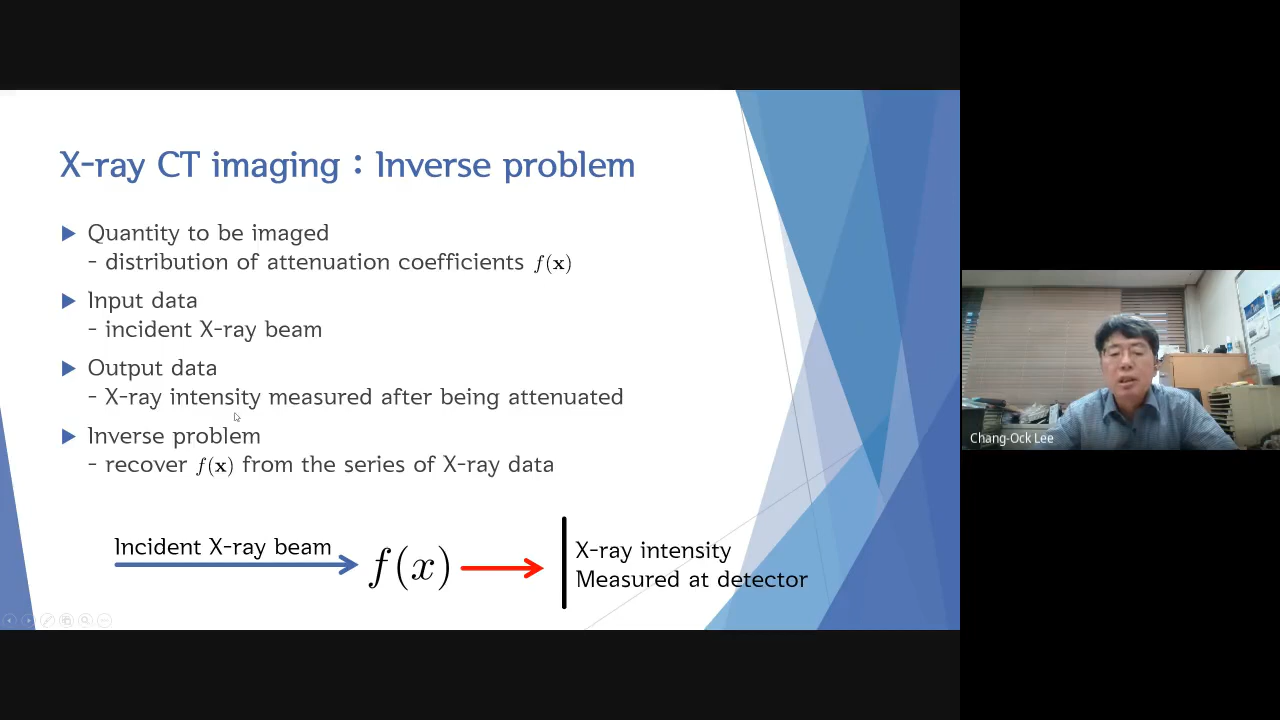 X-ray CT imaging : Inverse problem
Quantity to be imaged
- distribution of attenuation coefficients f(x)
Input data
- incident X-ray beam
Output data
- X-ray intensity measured after being attenuated
Inverse problem
- recover f(x) from the series of X-ray data
Incident X-ray beam
f(x)
X-ray intensity
Measured at detector
Chang-Ock Lee